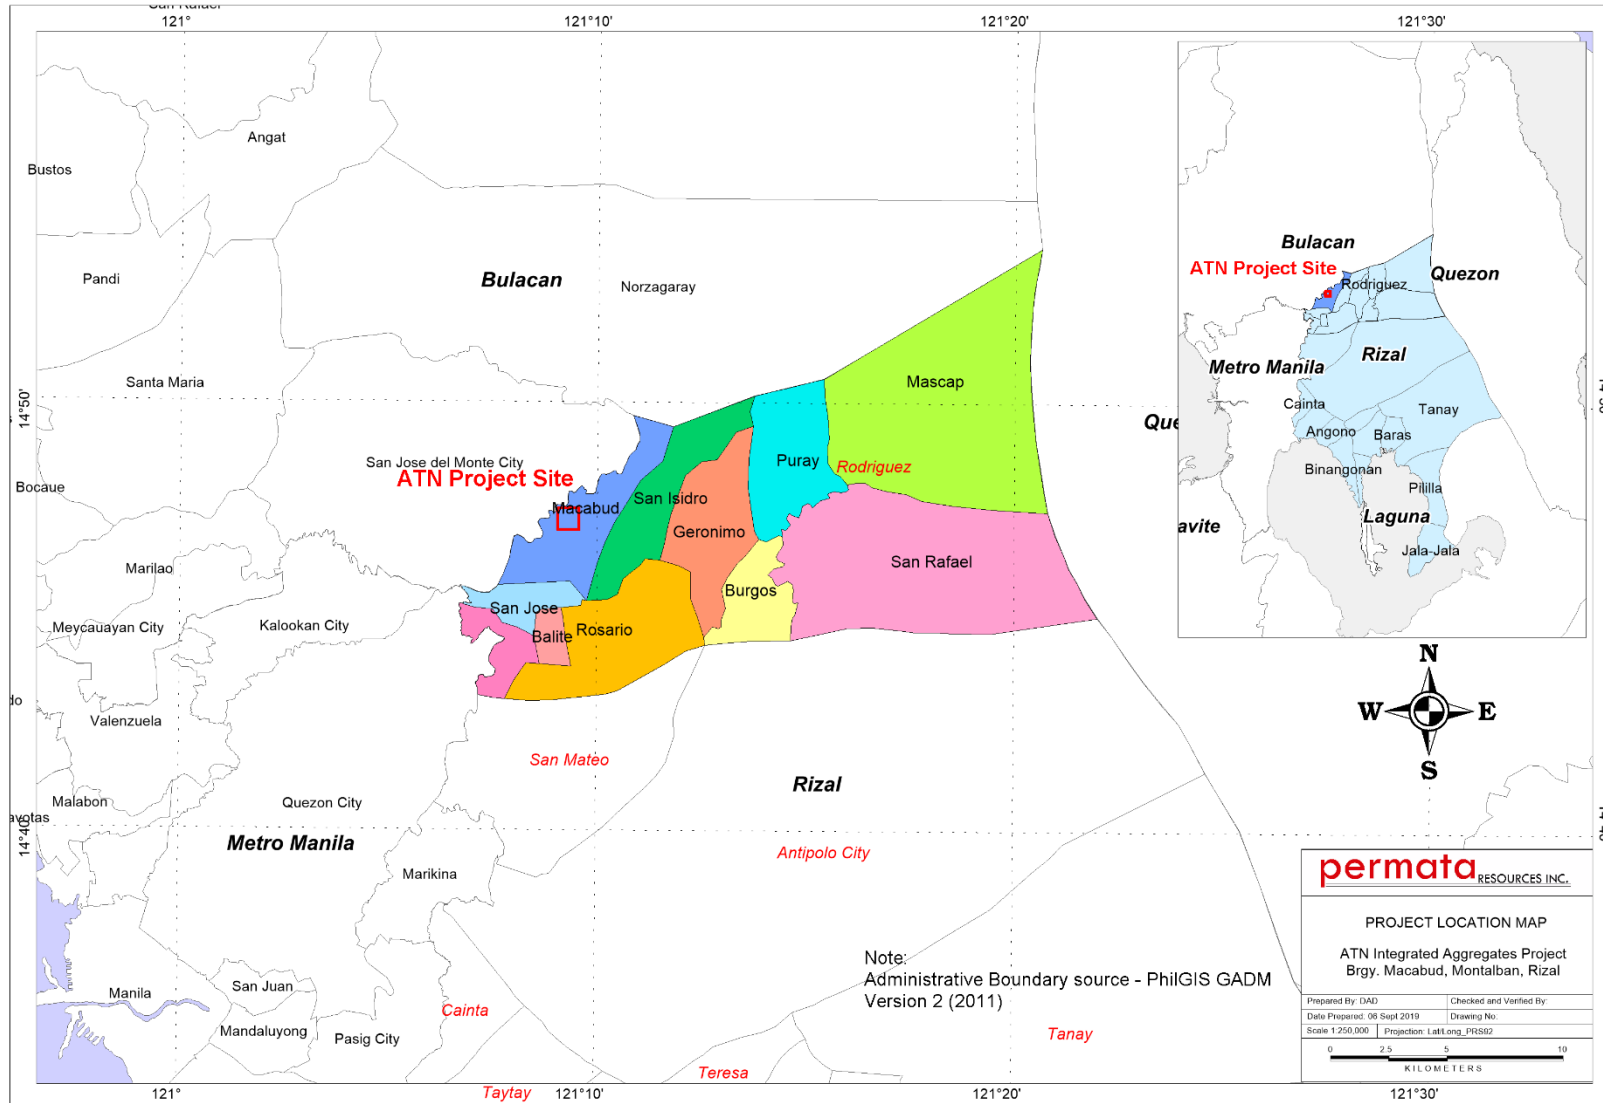 San Rafael
121°
121°10'
121°20'
121°30'
Angat
Bustos
Pandi
Bulacan
Norzagaray
Santa Maria
14°50'
Mascap
San Jose del Monte City
ATN Project Site
Bocaue
Macabud
San Isidro
Puray
Rodriguez
Geronimo
San Rafael
Marilao
Burgos
San Jose
Meycauayan City
Kalookan City
Balite
Rosario
Valenzuela
San Mateo
Rizal
Malabon
avotas
Quezon City
14°40'
Metro Manila
Antipolo City
Marikina
Note:
Administrative Boundary source - PhilGIS GADM
Version 2 (2011)
Manila
San Juan
Cainta
Mandaluyong
Pasig City
Tanay
Teresa
Taytay
121°
121°10'
121°20'
121°30'
Que
do
Bulacan
ATN Project Site
Quezon
Rodriguez
Rizal
Metro Manila
Cainta
Tanay
Angono
Baras
Binangonan
Pililla
Laguna
avite
Jala-Jala
N
W
E
S
permata RESOURCES INC.
PROJECT LOCATION MAP
ATN Integrated Aggregates Project
Brgy. Macabud, Montalban, Rizal
Prepared By: DAD
Checked and Verified By:
Date Prepared: 06 Sept 2019
Drawing No:
Scale 1:250,000
Projection: Lat/Long_PRS92
0 2.5 5 10
KILOMETERS